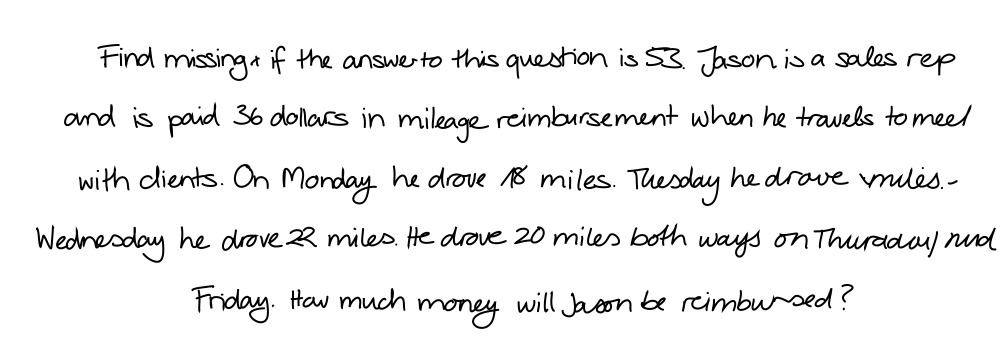 Find missing x if the answer to this question is 53. Jason is a sales rep
and is paid 36 dollars in mileage reimbursement when he travels to meet
with clients. On Monday he drove 18 miles. Tuesday he drove miles.
Wednesday he drove 22 miles. He drove 20 miles both ways on Thursday and
Friday. How much money will Jason be reimbursed?